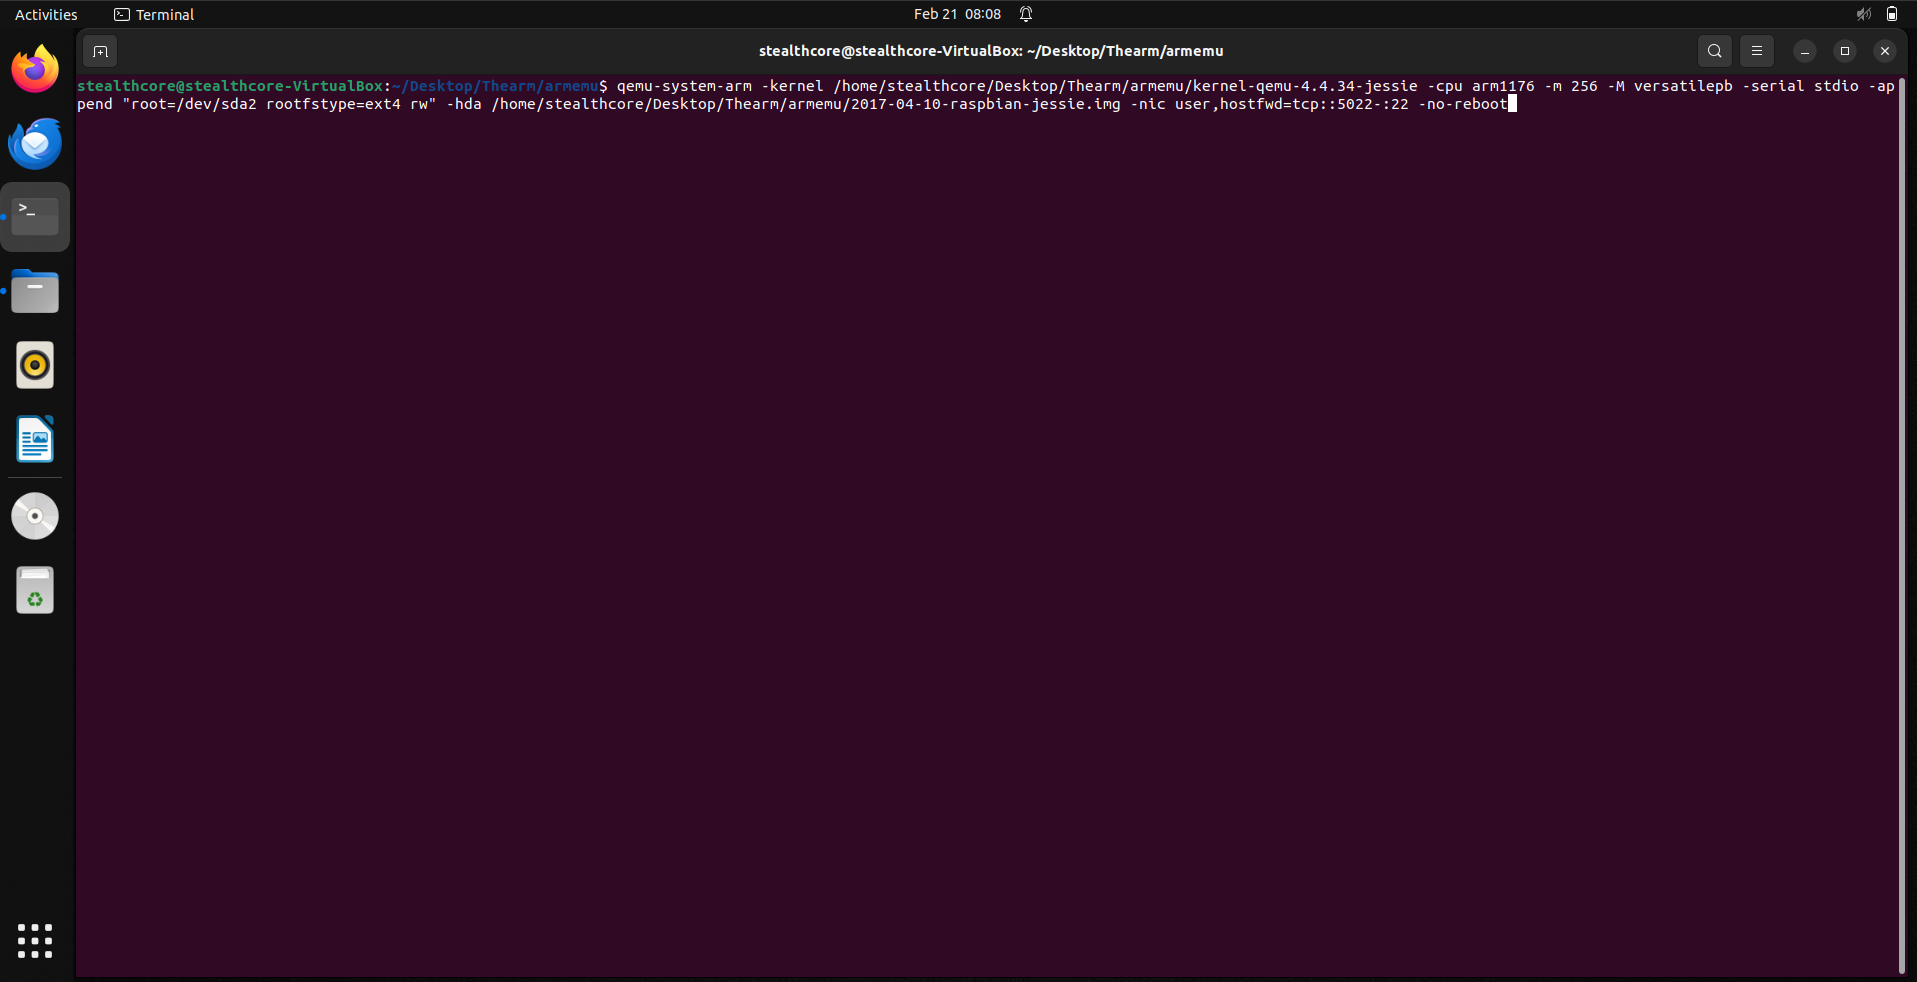 Activities
Terminal
Feb 21 08:08
stealthcore@stealthcore-VirtualBox: ~/Desktop/Thearm/armemu
stealthcore@stealthcore-VirtualBox:~/Desktop/Thearm/armemu$ qemu-system-arm -kernel /home/stealthcore/Desktop/Thearm/armemu/kernel-qemu-4.4.34-jessie -cpu arm1176 -m 256 -M versatilepb -serial stdio -ap
pend "root=/dev/sda2 rootfstype=ext4 rw" -hda /home/stealthcore/Desktop/Thearm/armemu/2017-04-10-raspbian-jessie.img -nic user,hostfwd=tcp::5022-:22 -no-reboot
>_